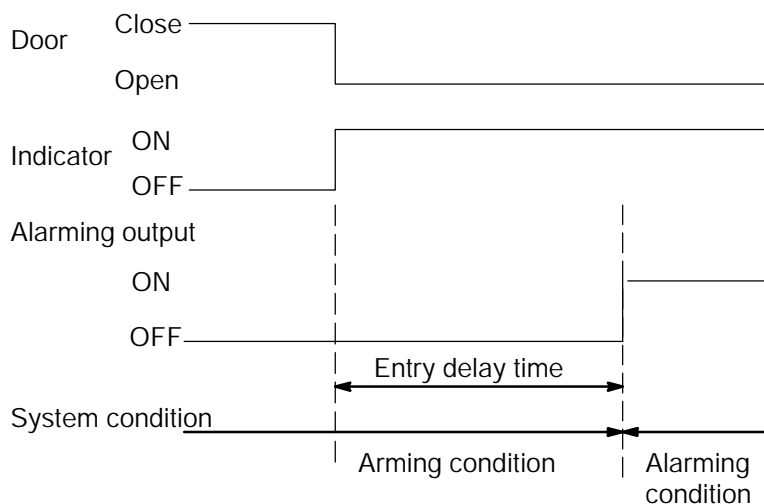 Close
Door
Open
ON
Indicator
OFF
Alarming output
ON
OFF
Entry delay time
System condition
Arming condition
Alarming
condition